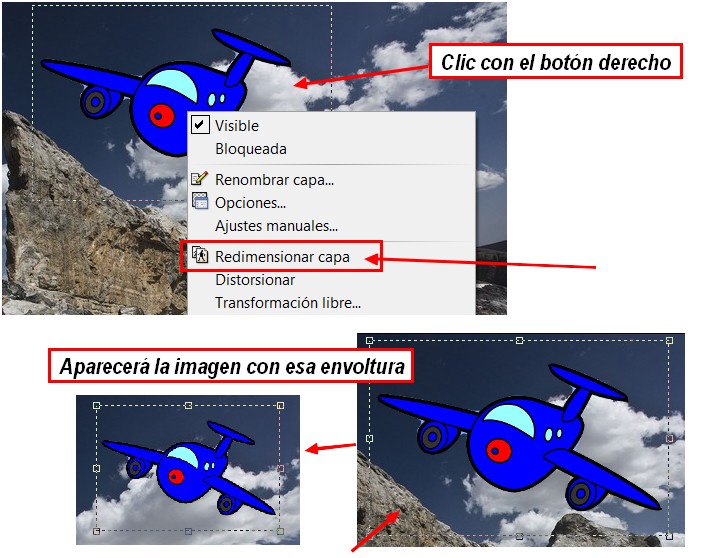 Clic con el botón derecho
Visible
Bloqueada
Renombrar capa...
Opciones...
Ajustes manuales...
Redimensionar capa
Distorsionar
Transformación libre...
Aparecerá la imagen con esa envoltura